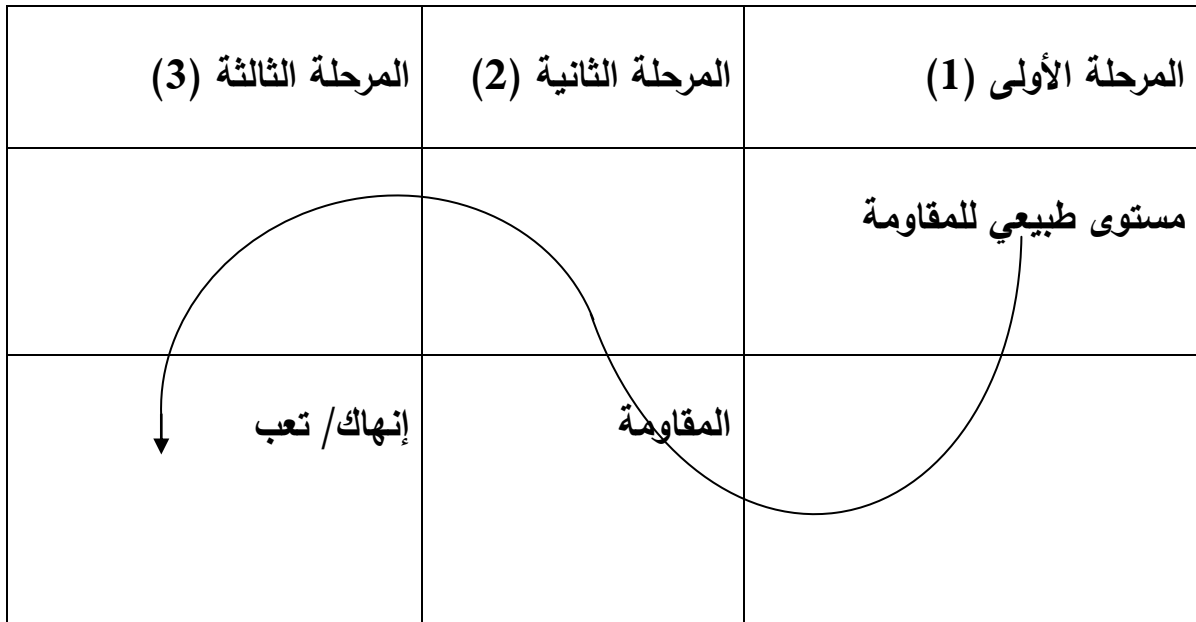 المرحلة الأولى (1)
المرحلة الثانية (2)
المرحلة الثالثة (3)
مستوى طبيعي للمقاومة
المقاومة
إنهاك/ تعب